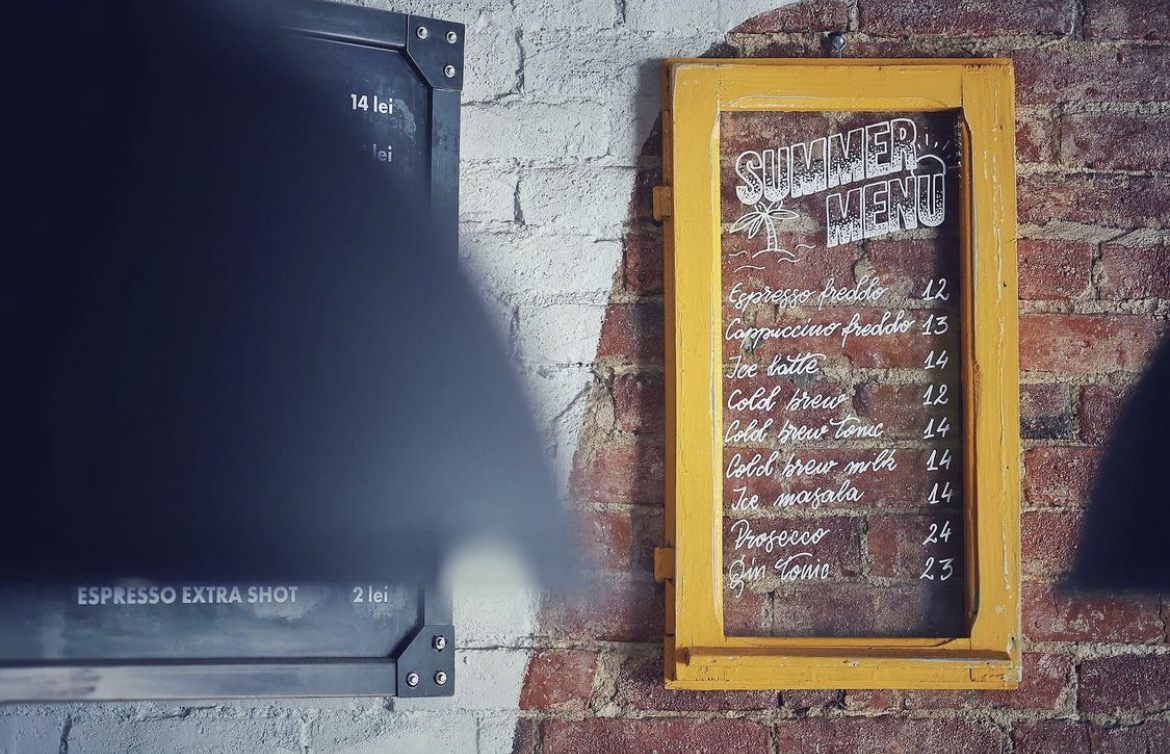 14 lei
lei
ESPRESSO EXTRA SHOT 2 lei
SUMMER
MENU
Espresso freddo 12
Cappuccino freddo 13
Ice latte 14
Cold brew 12
Cold brew tonic 14
Cold brew milk 14
Ice masala 14
Prosecco 24
Gin tonic 23